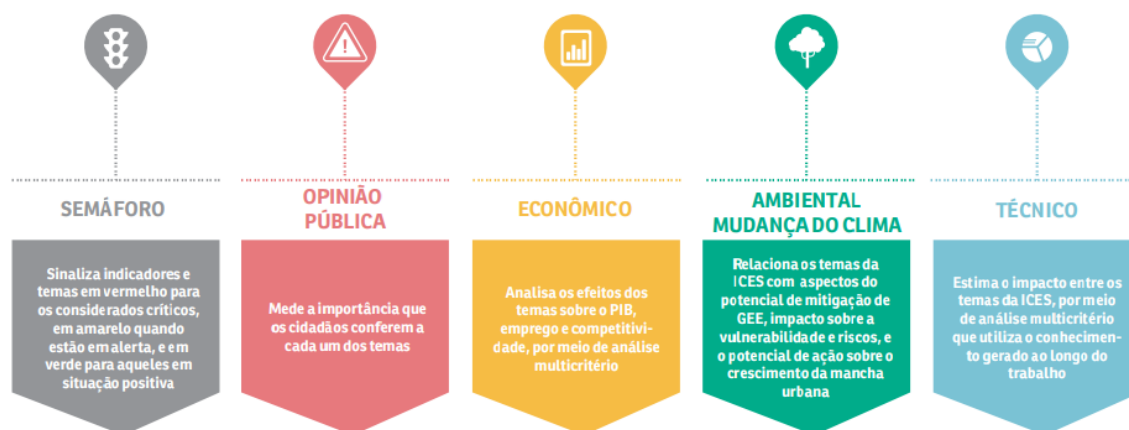 SEMÁFORO
Sinaliza indicadores e
temas em vermelho para
os considerados críticos,
em amarelo quando
estão em alerta, e em
verde para aqueles em
situação positiva
OPINIÃO
PÚBLICA
Mede a importância que
os cidadãos conferem a
cada um dos temas
ECONÔMICO
Analisa os efeitos dos
temas sobre o PIB,
emprego e competitivi-
dade, por meio de análise
multicritério
AMBIENTAL
MUDANÇA DO CLIMA
Relaciona os temas da
ICES com aspectos do
potencial de mitigação de
GEE, impacto sobre a
vulnerabilidade e riscos, e
o potencial de ação sobre o
crescimento da mancha
urbana
TÉCNICO
Estima o impacto entre os
temas da ICES, por meio
de análise multicritério
que utiliza o conhecimen-
to gerado ao longo do
trabalho